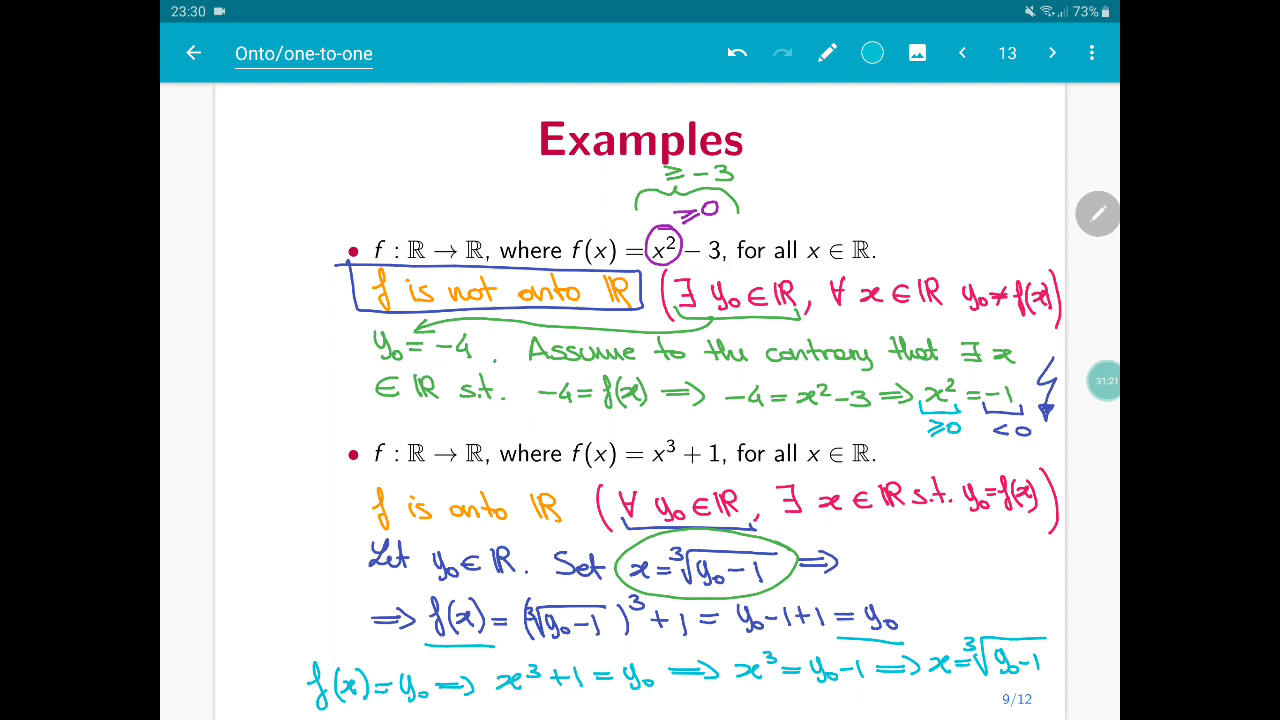 23:30 73%
Onto/one-to-one 13
Examples
≥ -3
≥0
• f : ℝ → ℝ, where f(x) = x² − 3, for all x ∈ ℝ.
f is not onto ℝ (∃ y₀ ∈ ℝ, ∀ x ∈ ℝ y₀ ≠ f(x))
y₀ = -4. Assume to the contrary that ∃ x
∈ ℝ s.t. -4 = f(x) ⟹ -4 = x² - 3 ⟹ x² = -1
≥0 <0
31:21
• f : ℝ → ℝ, where f(x) = x³ + 1, for all x ∈ ℝ.
f is onto ℝ (∀ y₀ ∈ ℝ, ∃ x ∈ ℝ s.t. y₀ = f(x))
Let y₀ ∈ ℝ. Set x = ∛(y₀ - 1) ⟹
⟹ f(x) = (∛(y₀ - 1))³ + 1 = y₀ - 1 + 1 = y₀
f(x) = y₀ ⟹ x³ + 1 = y₀ ⟹ x³ = y₀ - 1 ⟹ x = ∛(y₀ - 1)
9/12